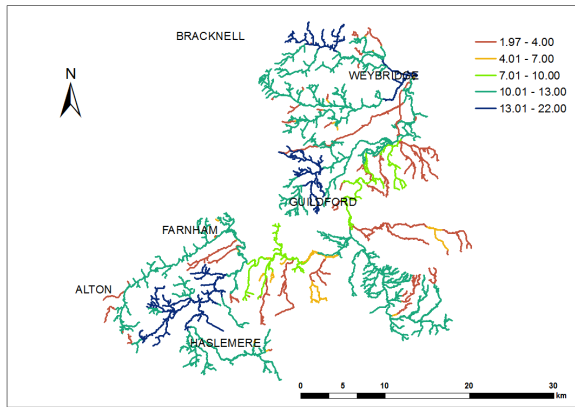 BRACKNELL
N
WEYBRIDGE
1.97 - 4.00
4.01 - 7.00
7.01 - 10.00
10.01 - 13.00
13.01 - 22.00
GUILDFORD
FARNHAM
ALTON
HASLEMERE
0 5 10 20 30
km